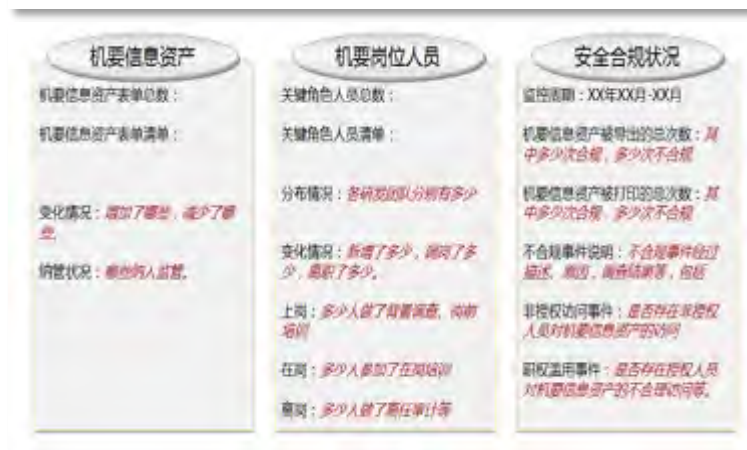 机要信息资产
机要信息资产表单总数：
机要信息资产表单清单：
变化情况：增加了哪些，减少了哪
些。
纳管状况：哪些纳入监管。
机要岗位人员
关键角色人员总数：
关键角色人员清单：
分布情况：各研发团队分别有多少
变化情况：新增了多少，调岗了多
少，离职了多少。
上岗：多少人做了背景调查、岗前
培训
在岗：多少人参加了在岗培训
离岗：多少人做了离任审计等
安全合规状况
监控周期：XX年XX月-XX月
机要信息资产被导出的总次数：其
中多少次合规，多少次不合规
机要信息资产被打印的总次数：其
中多少次合规，多少次不合规
不合规事件说明：不合规事件经过
描述、原因、调查结果等，包括
非授权访问事件：是否存在非授权
人员对机要信息资产的访问
职权滥用事件：是否存在授权人员
对机要信息资产的不合理访问等。